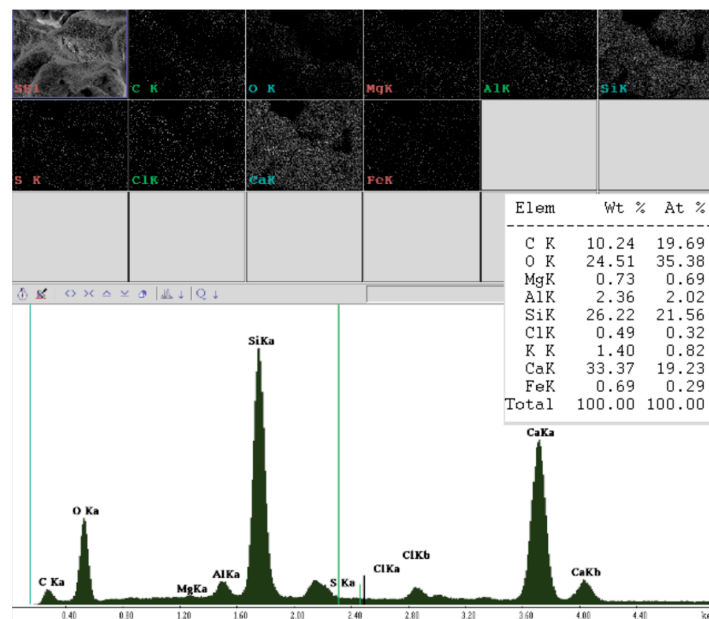 SEI C K O K MgK AlK SiK
S K ClK CaK FeK
Elem Wt % At %
C K 10.24 19.69
O K 24.51 35.38
MgK 0.73 0.69
AlK 2.36 2.02
SiK 26.22 21.56
ClK 0.49 0.32
K K 1.40 0.82
CaK 33.37 19.23
FeK 0.69 0.29
Total 100.00 100.00
SiKa
CaKa
O Ka
ClKb
C Ka MgKa AlKa S Ka ClKa CaKb
0.40 0.80 1.20 1.60 2.00 2.40 2.80 3.20 3.60 4.00 4.40